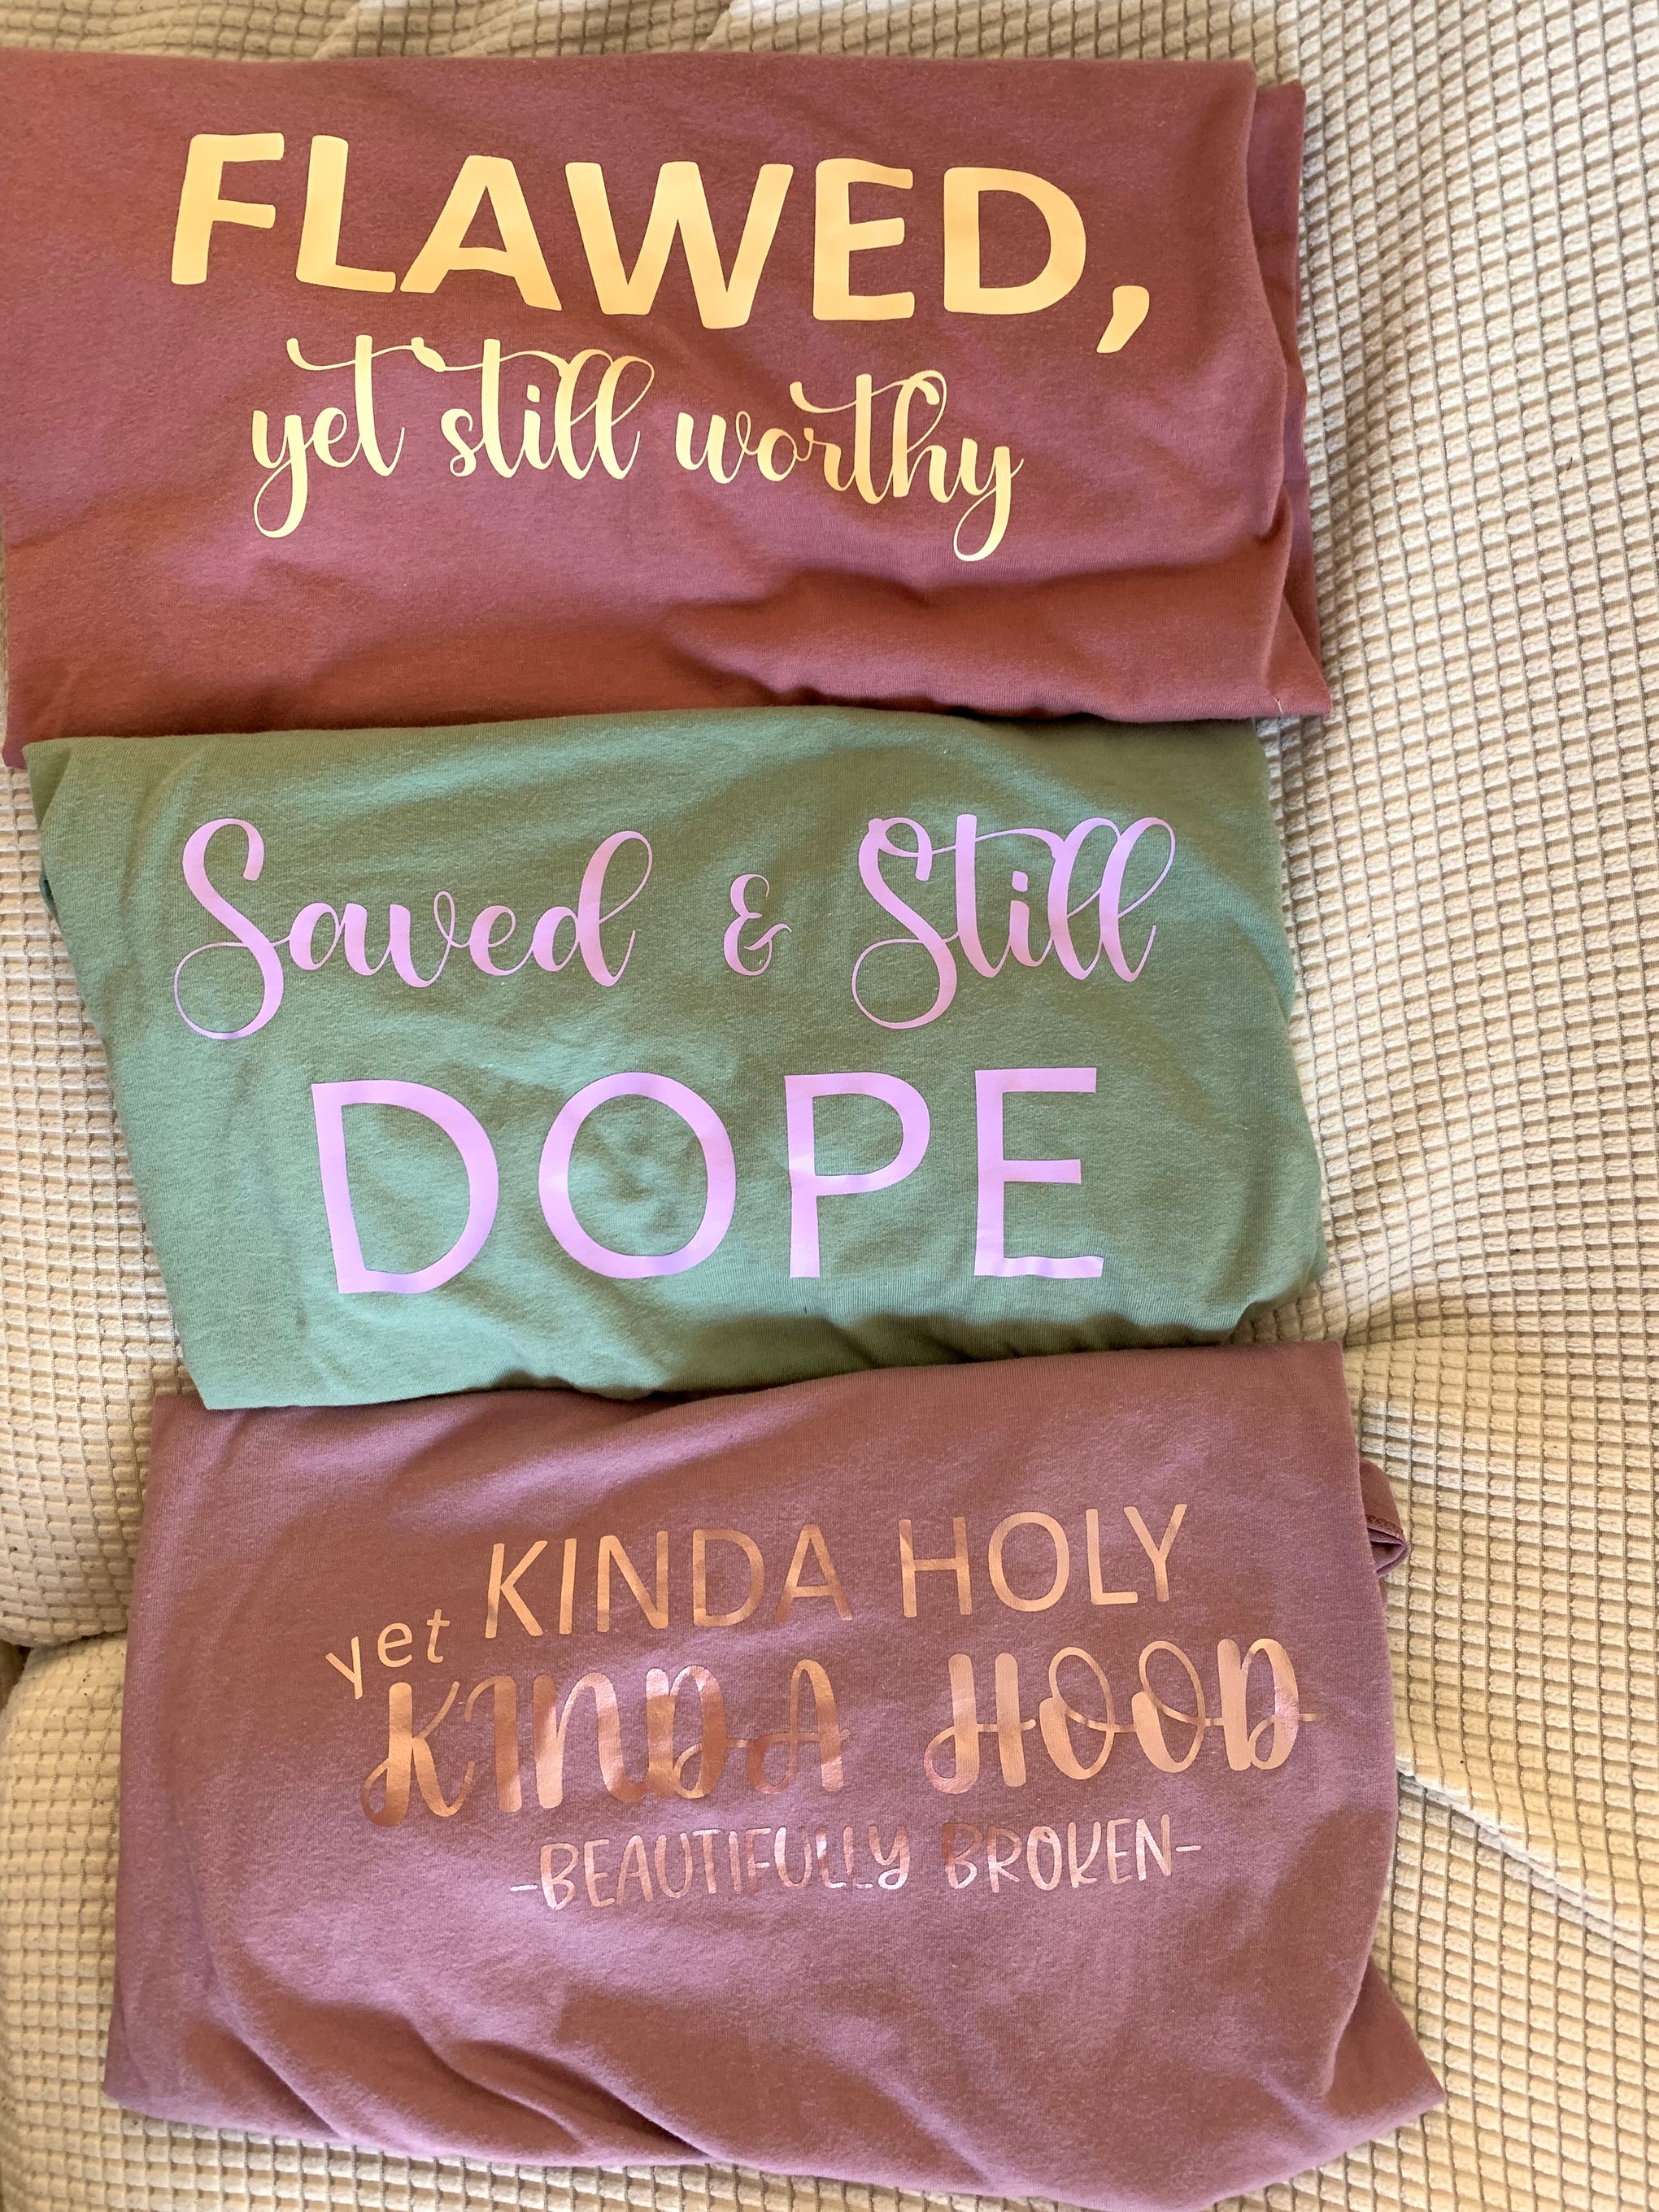 FLAWED,
yet still worthy
Saved & Still
DOPE
KINDA HOLY
yet
KINDA HOOD
-BEAUTIFULLY BROKEN-